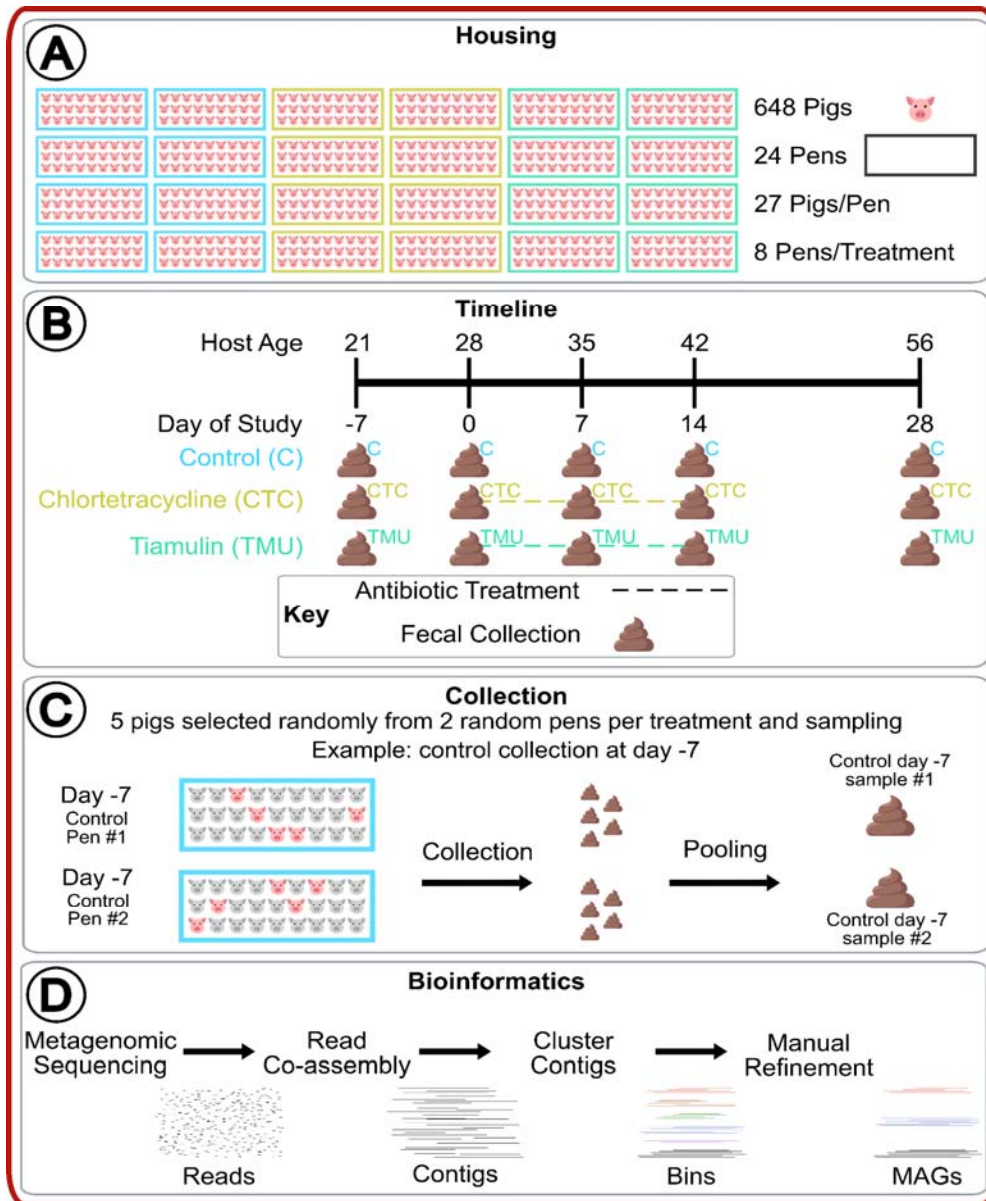 A
Housing
648 Pigs
24 Pens
27 Pigs/Pen
8 Pens/Treatment
B
Timeline
Host Age 21 28 35 42 56
Day of Study -7 0 7 14 28
Control (C) C C C C C
Chlortetracycline (CTC) CTC CTC CTC CTC CTC
Tiamulin (TMU) TMU TMU TMU TMU TMU
Key
Antibiotic Treatment
Fecal Collection
C
Collection
5 pigs selected randomly from 2 random pens per treatment and sampling
Example: control collection at day -7
Day -7
Control
Pen #1
Day -7
Control
Pen #2
Collection
Pooling
Control day -7
sample #1
Control day -7
sample #2
D
Bioinformatics
Metagenomic
Sequencing
Read
Co-assembly
Cluster
Contigs
Manual
Refinement
Reads
Contigs
Bins
MAGs